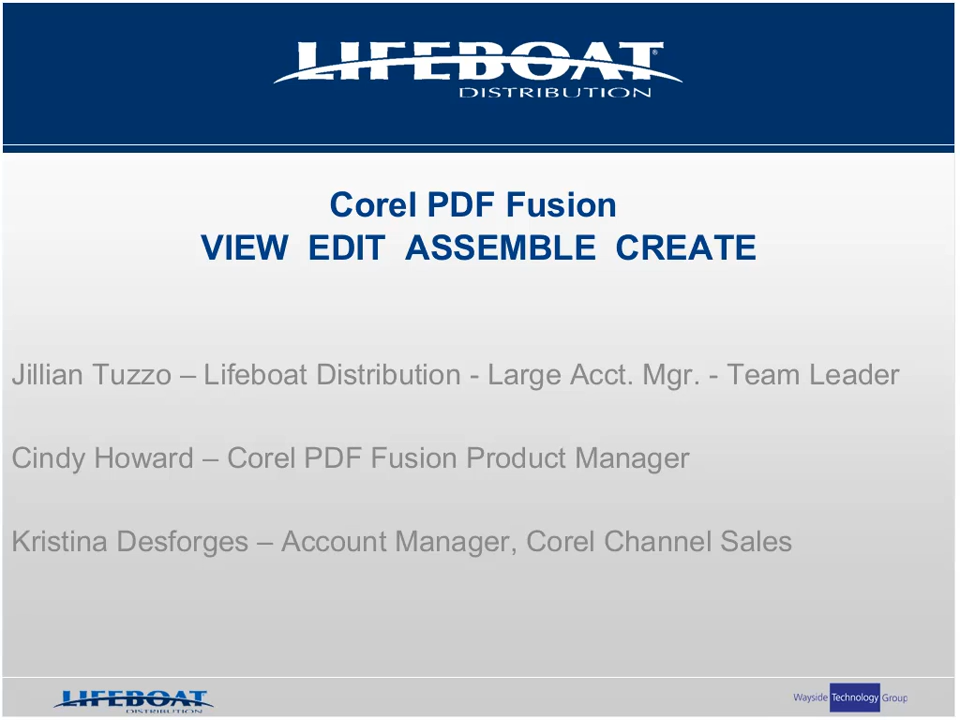 LIFEBOAT®
DISTRIBUTION
Corel PDF Fusion
VIEW EDIT ASSEMBLE CREATE
Jillian Tuzzo – Lifeboat Distribution - Large Acct. Mgr. - Team Leader
Cindy Howard – Corel PDF Fusion Product Manager
Kristina Desforges – Account Manager, Corel Channel Sales
LIFEBOAT
DISTRIBUTION
Wayside Technology Group